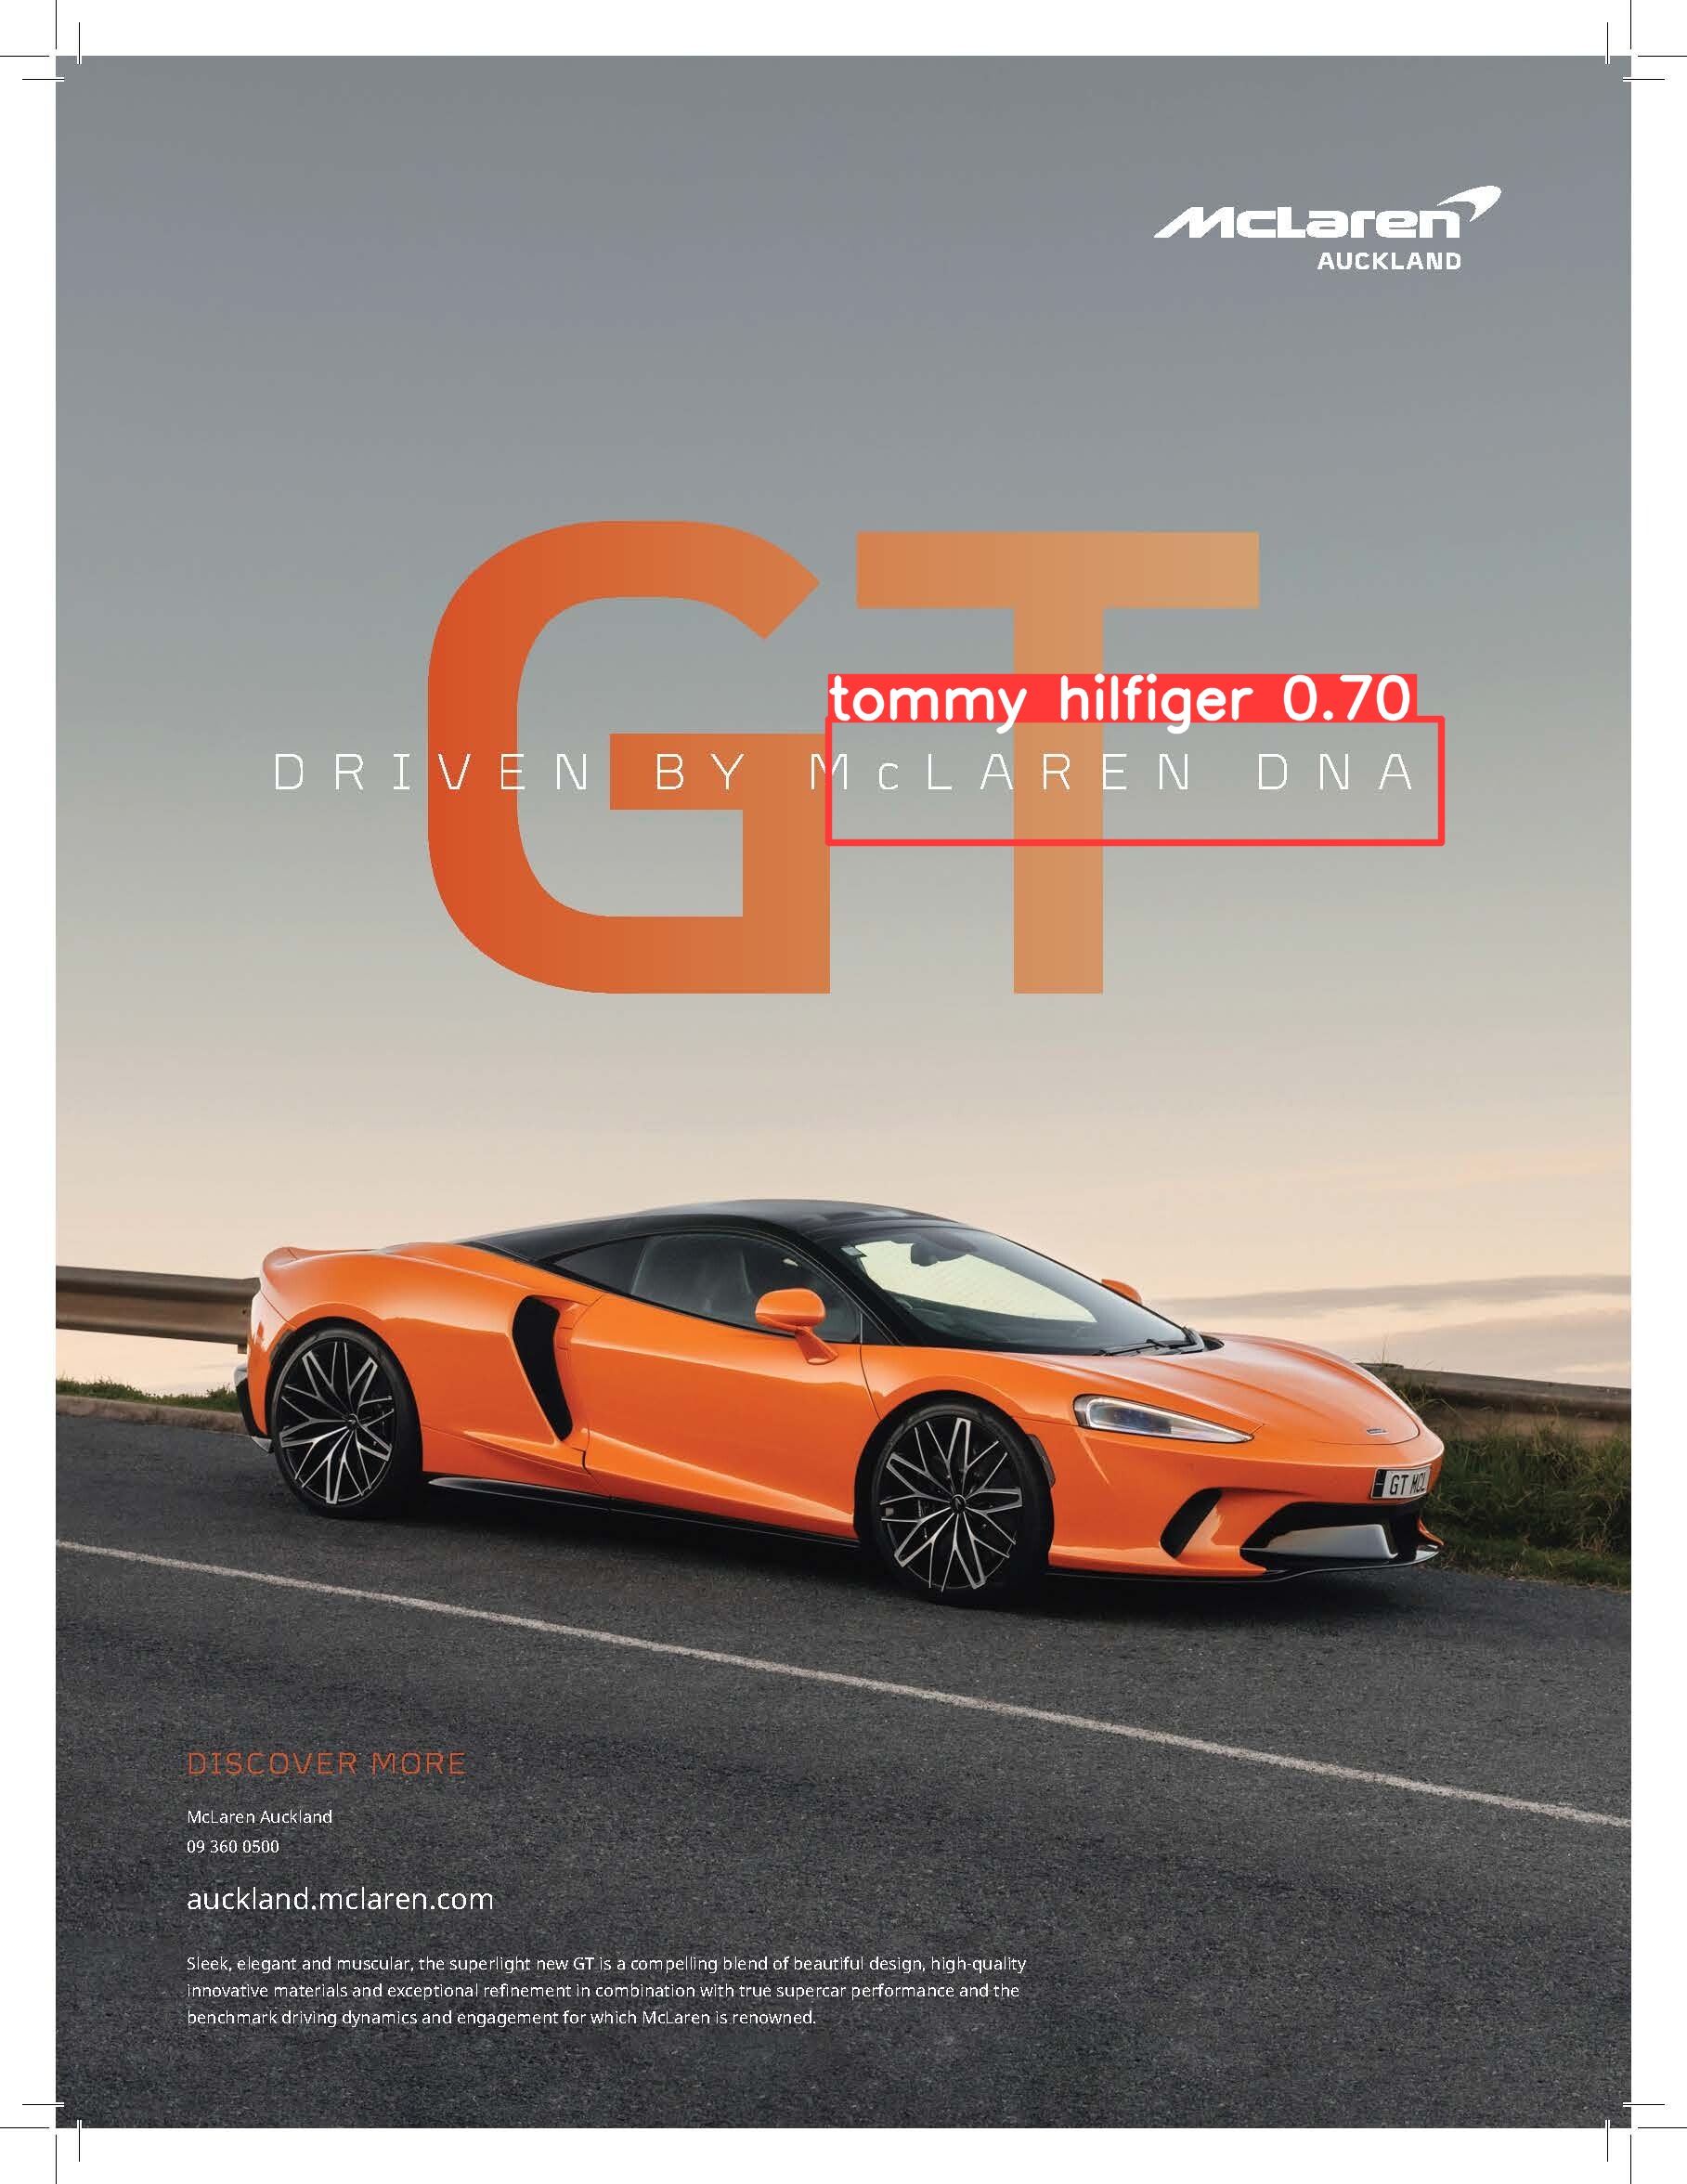 McLaren
AUCKLAND
GT
tommy hilfiger 0.70
DRIVEN BY McLAREN DNA
GT MCL
DISCOVER MORE
McLaren Auckland
09 360 0500
auckland.mclaren.com
Sleek, elegant and muscular, the superlight new GT is a compelling blend of beautiful design, high-quality
innovative materials and exceptional refinement in combination with true supercar performance and the
benchmark driving dynamics and engagement for which McLaren is renowned.